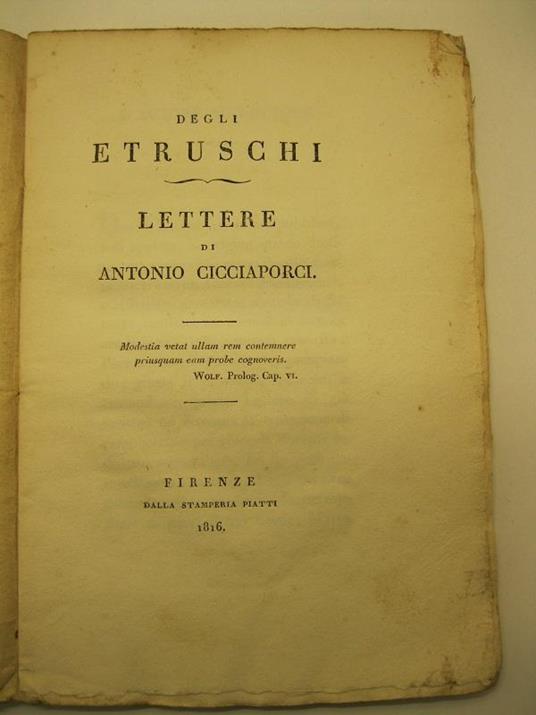 DEGLI
ETRUSCHI
LETTERE
DI
ANTONIO CICCIAPORCI.
Modestia vetat ullam rem contemnere
priusquam eam probe cognoveris.
WOLF. Prolog. Cap. VI.
FIRENZE
DALLA STAMPERIA PIATTI
1816.